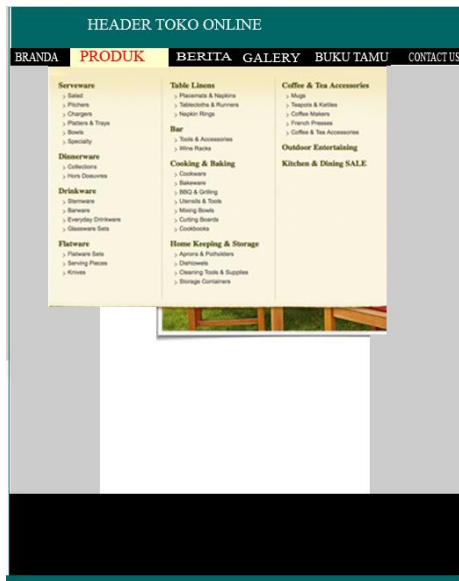 HEADER TOKO ONLINE
BRANDA PRODUK BERITA GALERY BUKU TAMU CONTACT US
Serveware
Salad
Pitchers
Chargers
Platters & Trays
Bowls
Specialty
Dinnerware
Collections
Hors Doeuvres
Drinkware
Stemware
Barware
Everyday Drinkware
Glassware Sets
Flatware
Flatware Sets
Serving Pieces
Knives
Table Linens
Placemats & Napkins
Tablecloths & Runners
Napkin Rings
Bar
Tools & Accessories
Wine Racks
Cooking & Baking
Cookware
Bakeware
BBQ & Grilling
Utensils & Tools
Mixing Bowls
Cutting Boards
Cookbooks
Home Keeping & Storage
Aprons & Potholders
Dishtowels
Cleaning Tools & Supplies
Storage Containers
Coffee & Tea Accessories
Mugs
Teapots & Kettles
Coffee Makers
French Presses
Coffee & Tea Accessories
Outdoor Entertaining
Kitchen & Dining SALE